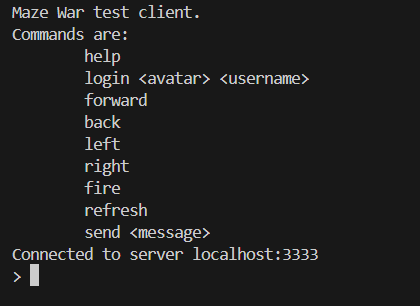 Maze War test client.
Commands are:
help
login <avatar> <username>
forward
back
left
right
fire
refresh
send <message>
Connected to server localhost:3333
>